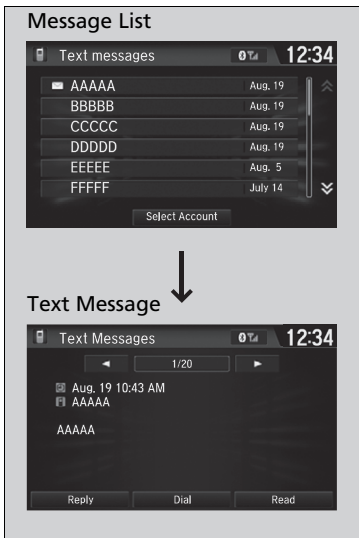 Message List
Text messages 12:34
AAAAA Aug. 19
BBBBB Aug. 19
CCCCC Aug. 19
DDDDD Aug. 19
EEEEE Aug. 5
FFFFF July 14
Select Account
Text Message
Text Messages 12:34
1/20
Aug. 19 10:43 AM
AAAAA
AAAAA
Reply Dial Read